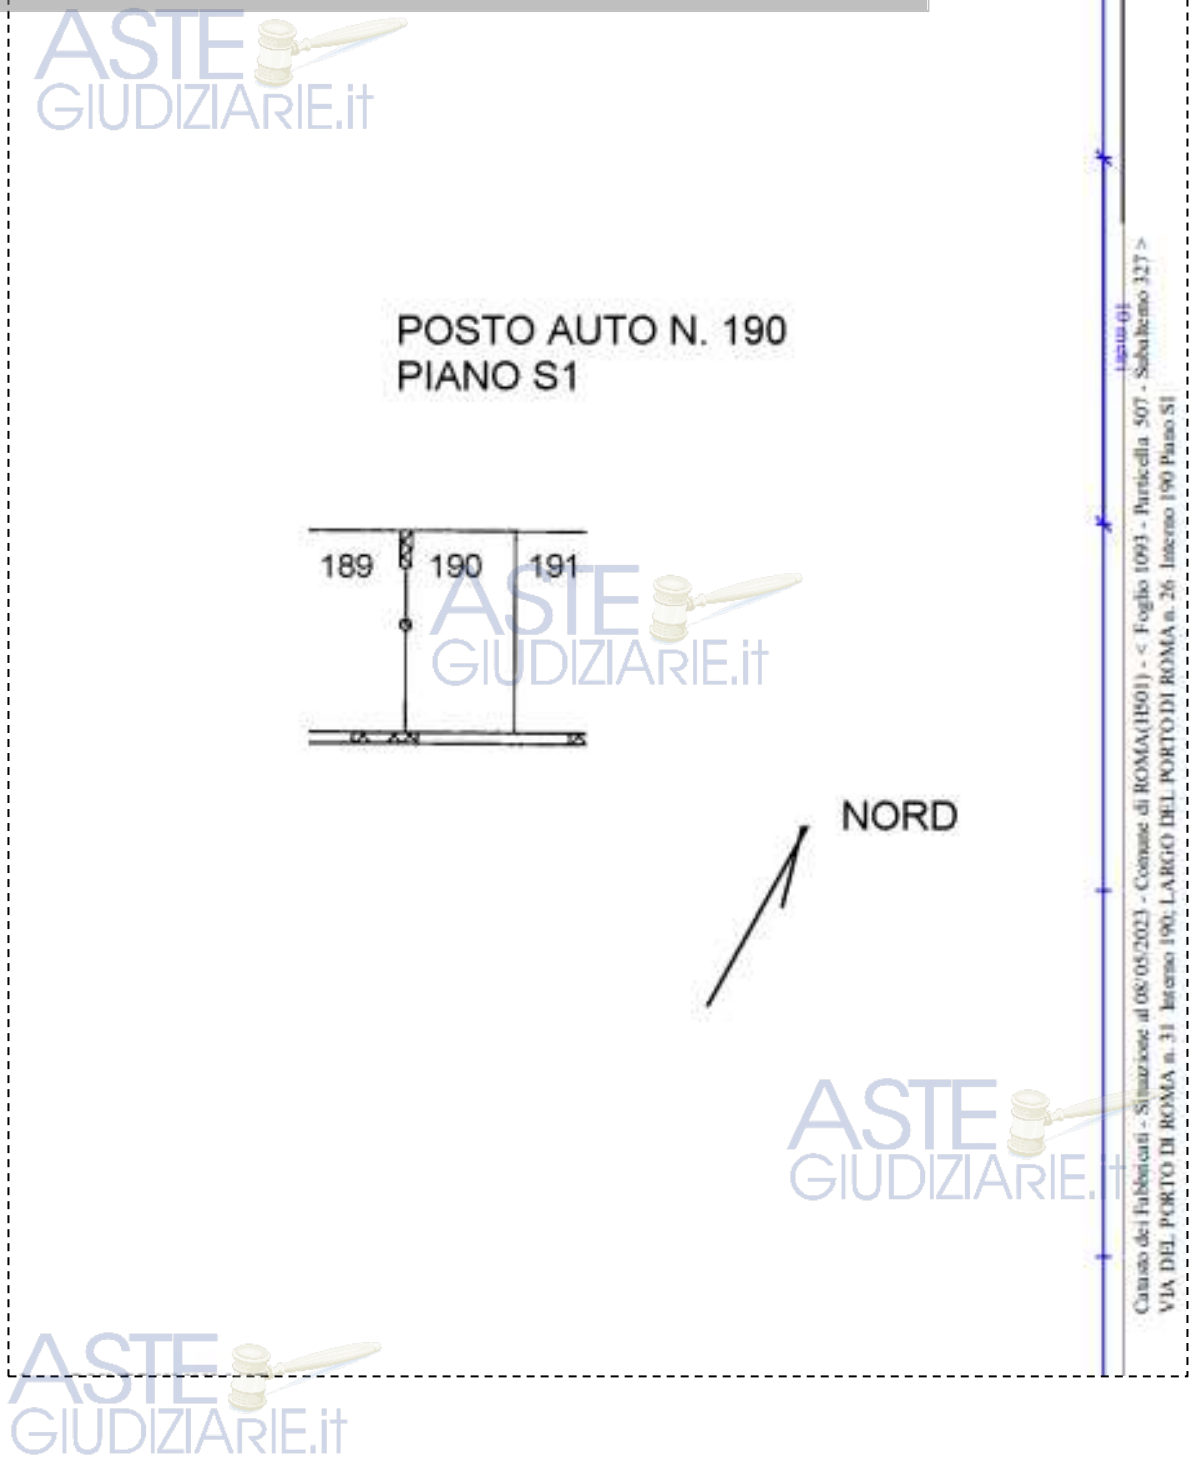 ASTE
GIUDIZIARIE.it
POSTO AUTO N. 190
PIANO S1
189 190 191
ASTE
GIUDIZIARIE.it
NORD
ASTE
GIUDIZIARIE.it
ASTE
GIUDIZIARIE.it
10 metri
Catasto dei Fabbricati - Situazione al 08/05/2023 - Comune di ROMA(H501) - < Foglio 1093 - Particella 507 - Subalterno 327 >
VIA DEL PORTO DI ROMA n. 31 Interno 190; LARGO DEL PORTO DI ROMA n. 26 Interno 190 Piano S1